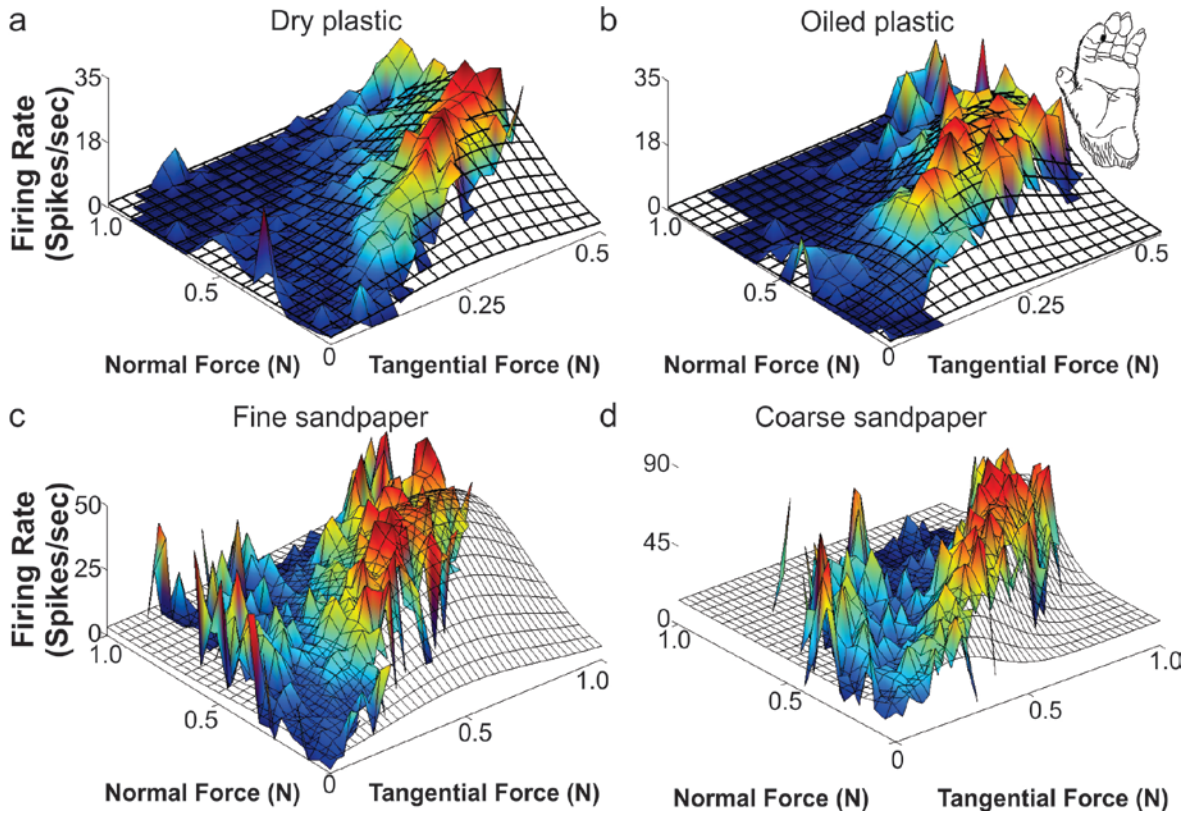 a
Dry plastic
b
Oiled plastic
35
18
0
Firing Rate
(Spikes/sec)
1.0
0.5
0
0.25
0.5
Normal Force (N)
Tangential Force (N)
35
18
0
1.0
0.5
0
0.25
0.5
Normal Force (N)
Tangential Force (N)
c
Fine sandpaper
d
Coarse sandpaper
50
25
0
Firing Rate
(Spikes/sec)
1.0
0.5
0
0.5
1.0
Normal Force (N)
Tangential Force (N)
90
45
0
1.0
0.5
0
0.5
1.0
Normal Force (N)
Tangential Force (N)